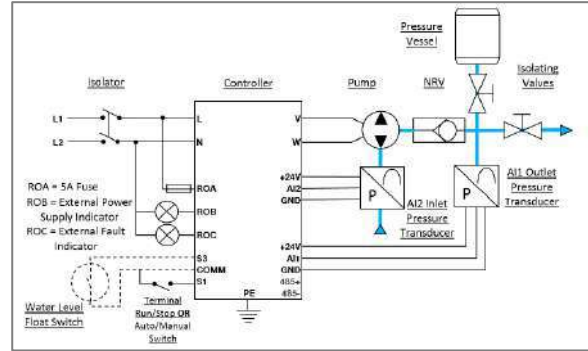 Pressure
Vessel
Isolator
Controller
Pump
NRV
Isolating
Valves
L1
L
V
L2
N
W
+24V
AI2
GND
P
P
AI1 Outlet
Pressure
Transducer
AI2 Inlet
Pressure
Transducer
ROA = 5A Fuse
ROB = External Power
Supply Indicator
ROC = External Fault
Indicator
ROA
ROB
ROC
+24V
AI1
GND
485+
485-
S3
COMM
S1
PE
Water Level
Float Switch
Terminal
Run/Stop OR
Auto/Manual
Switch